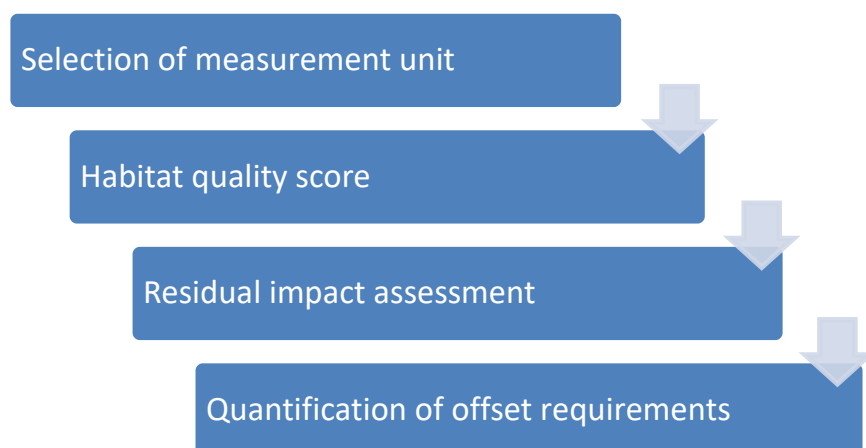 Selection of measurement unit
Habitat quality score
Residual impact assessment
Quantification of offset requirements